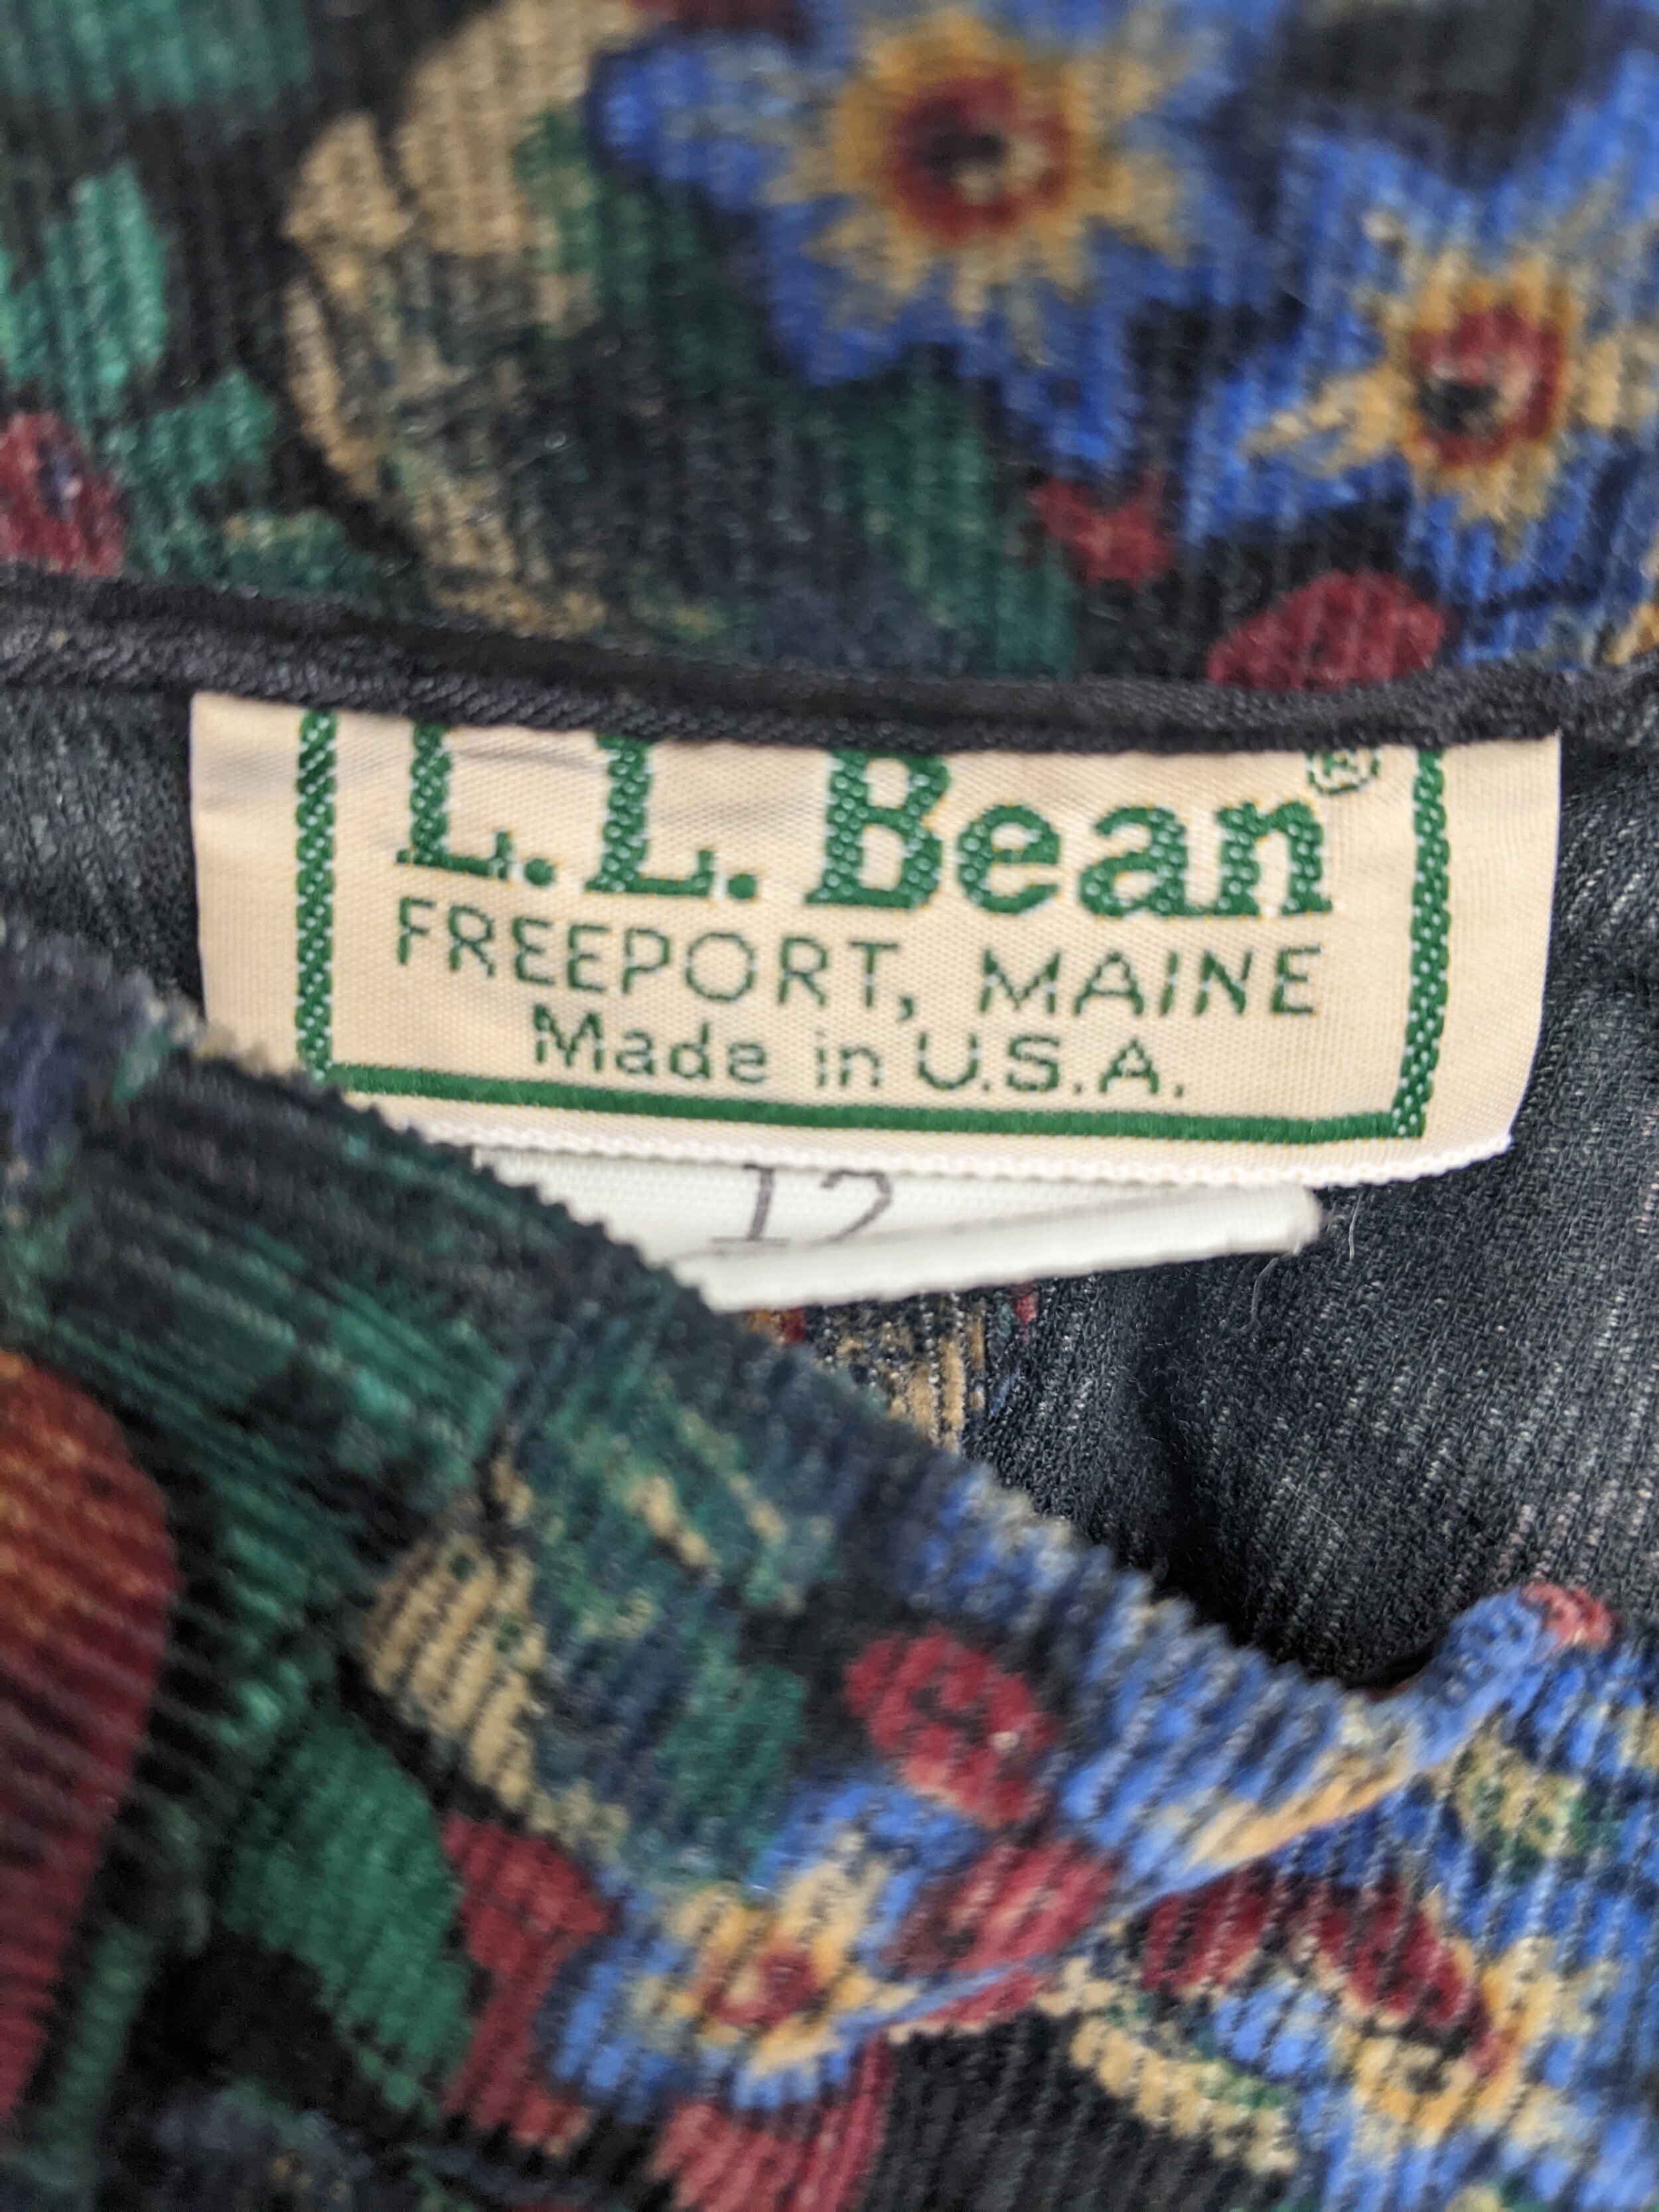 L.L.Bean®
FREEPORT, MAINE
Made in U.S.A.
12